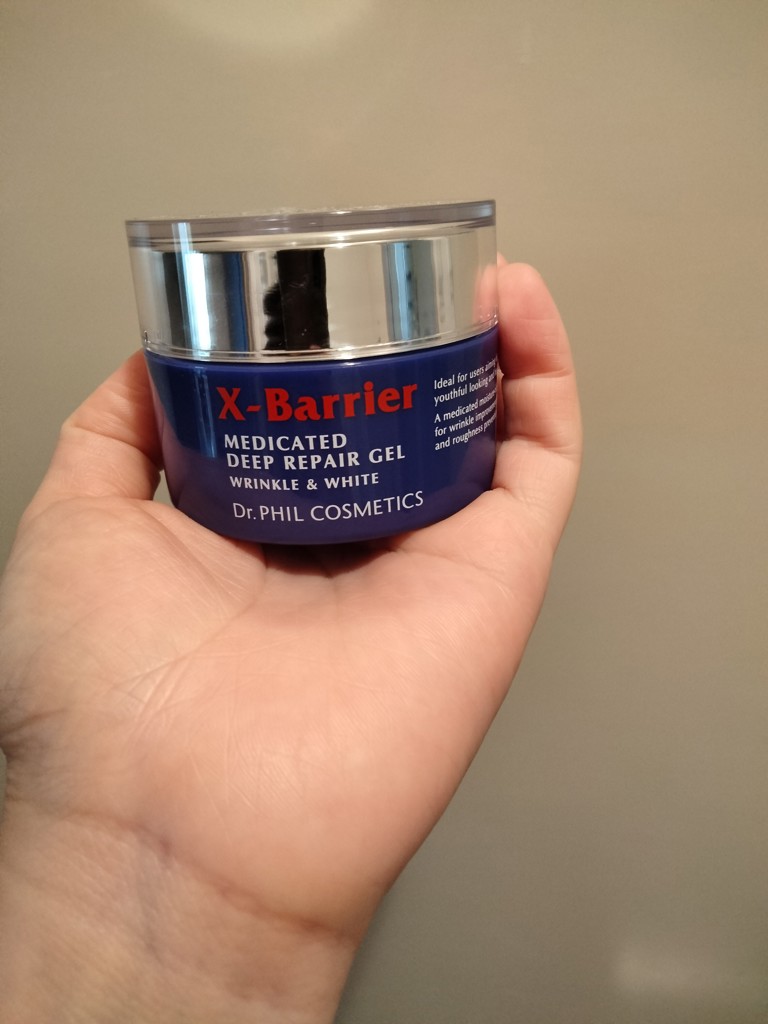 X-Barrier
MEDICATED
DEEP REPAIR GEL
WRINKLE & WHITE
Dr.PHIL COSMETICS
Ideal for users
youthful looking
A medicated
for wrinkle
and roughness